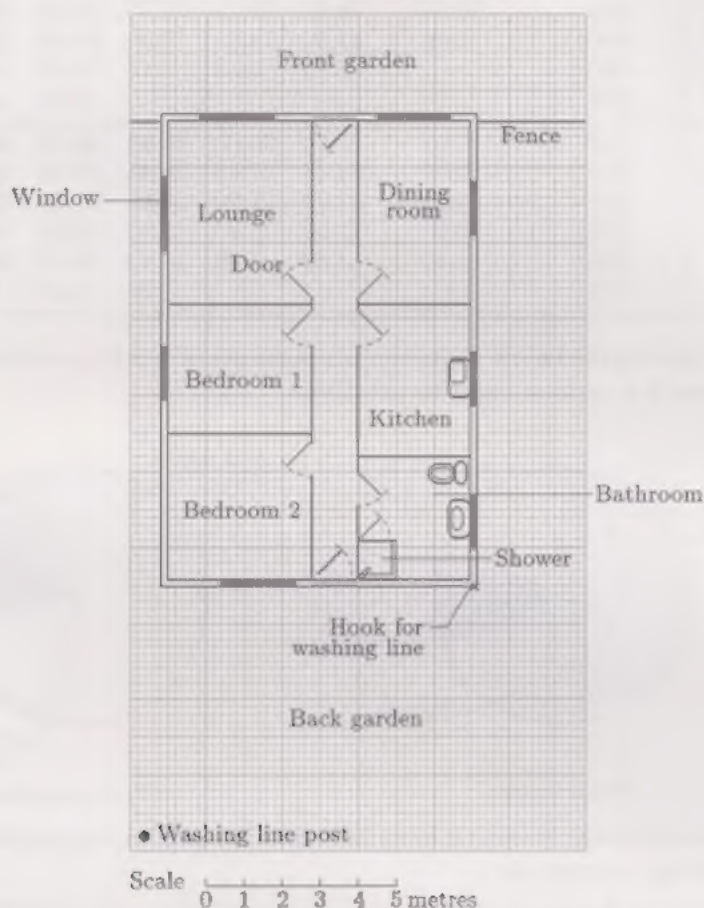 Front garden
Fence
Window
Dining
room
Lounge
Door
Bedroom 1
Kitchen
Bedroom 2
Bathroom
Shower
Hook for
washing line
Back garden
Washing line post
Scale
0 1 2 3 4 5 metres